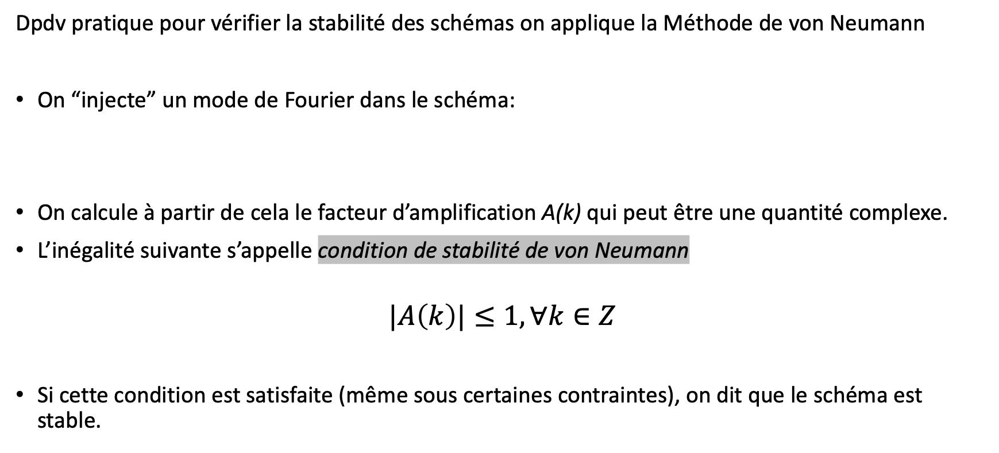 Dpdv pratique pour vérifier la stabilité des schémas on applique la Méthode de von Neumann
• On “injecte” un mode de Fourier dans le schéma:
• On calcule à partir de cela le facteur d’amplification A(k) qui peut être une quantité complexe.
• L’inégalité suivante s’appelle condition de stabilité de von Neumann
|A(k)| ≤ 1, ∀k ∈ Z
• Si cette condition est satisfaite (même sous certaines contraintes), on dit que le schéma est
stable.